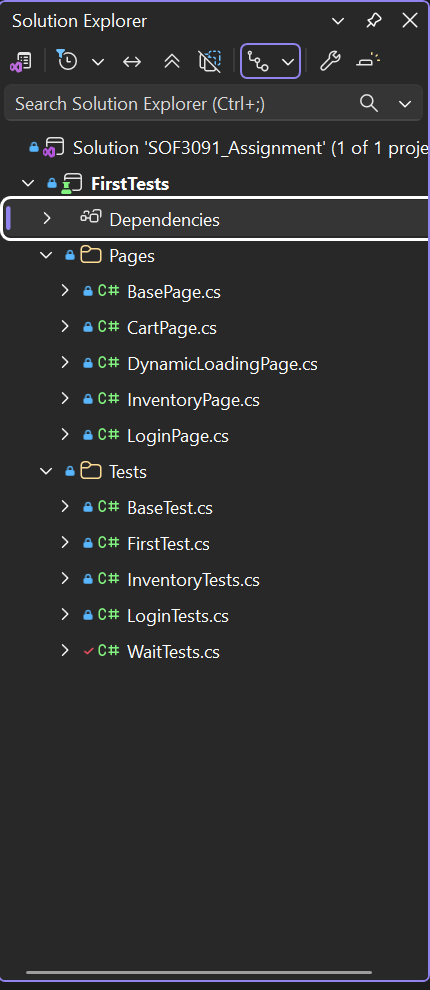 Solution Explorer
Search Solution Explorer (Ctrl+;)
Solution 'SOF3091_Assignment' (1 of 1 proje
FirstTests
Dependencies
Pages
C# BasePage.cs
C# CartPage.cs
C# DynamicLoadingPage.cs
C# InventoryPage.cs
C# LoginPage.cs
Tests
C# BaseTest.cs
C# FirstTest.cs
C# InventoryTests.cs
C# LoginTests.cs
C# WaitTests.cs